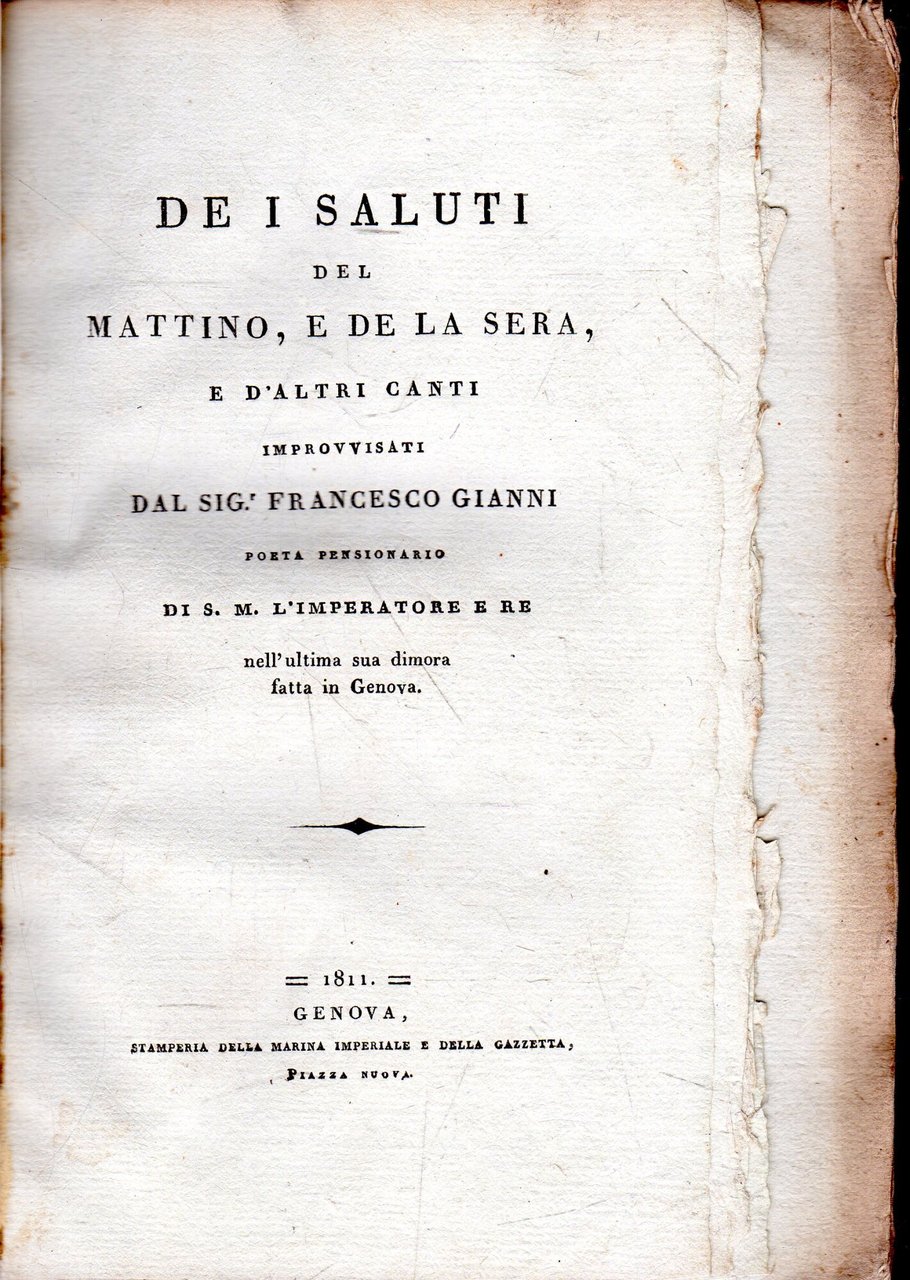 DE I SALUTI
DEL
MATTINO, E DE LA SERA,
E D'ALTRI CANTI
IMPROVVISATI
DAL SIG.r FRANCESCO GIANNI
POETA PENSIONARIO
DI S. M. L'IMPERATORE E RE
nell'ultima sua dimora
fatta in Genova.
= 1811. =
GENOVA,
STAMPERIA DELLA MARINA IMPERIALE E DELLA GAZZETTA,
PIAZZA NUOVA.